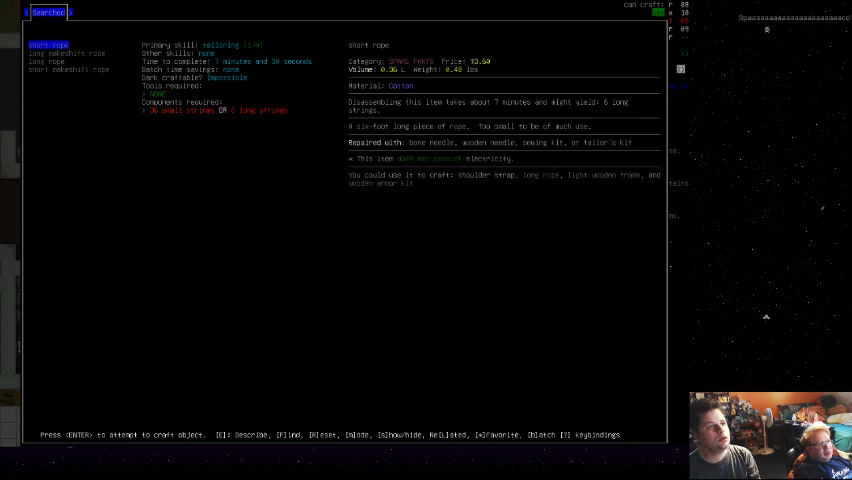 can craft: r 08
Searched
x 10
Spaaaaaaaaaaaaaaaaaace
r 09
short rope
long makeshift rope
long rope
short makeshift rope
Primary skill: tailoring (1/0)
Other skills: none
Time to complete: 7 minutes and 30 seconds
Batch time savings: none
Dark craftable? Impossible
Tools required:
> NONE
Components required:
> 36 small strings OR 6 long strings
short rope
Category: SPARE PARTS Price: $3.60
Volume: 0.36 L Weight: 0.48 lbs
Material: Cotton
Disassembling this item takes about 7 minutes and might yield: 6 long
strings.
A six-foot long piece of rope. Too small to be of much use.
Repaired with: bone needle, wooden needle, sewing kit, or tailor's kit
* This item does not conduct electricity.
You could use it to craft: shoulder strap, long rope, light wooden frame, and
wooden armor kit
Press <ENTER> to attempt to craft object. [E]: Describe, [F]ind, [R]eset, [m]ode, [s]how/hide, Re[L]ated, [*]Favorite, [b]atch [?] keybindings